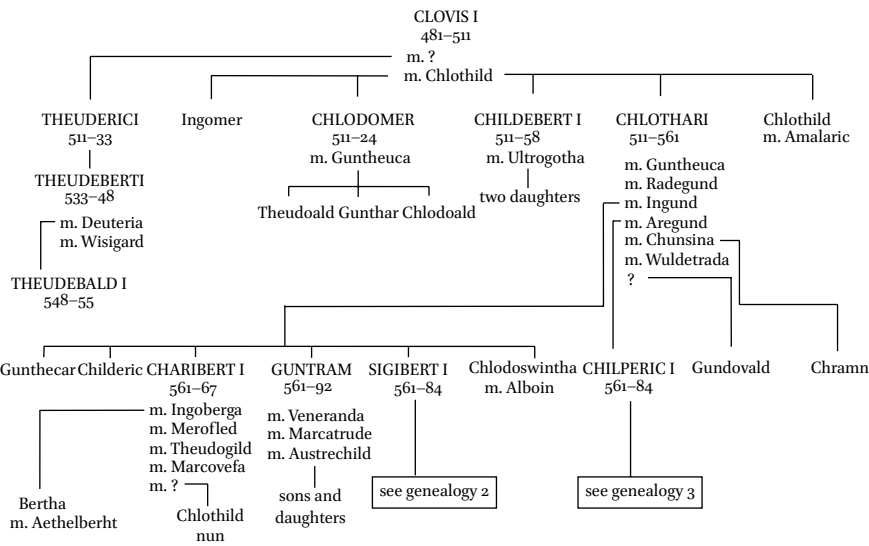 CLOVIS I
481–511
m. ?
m. Chlothild
THEUDERICI
511–33
THEUDEBERTI
533–48
m. Deuteria
m. Wisigard
THEUDEBALD I
548–55
Ingomer
CHLODOMER
511–24
m. Guntheuca
Theudoald Gunthar Chlodoald
CHILDEBERT I
511–58
m. Ultrogotha
two daughters
CHLOTHARI
511–561
m. Guntheuca
m. Radegund
m. Ingund
m. Aregund
m. Chunsina
m. Wuldetrada
?
Chlothild
m. Amalaric
Gunthecar
Childeric
CHARIBERT I
561–67
m. Ingoberga
m. Merofled
m. Theudogild
m. Marcovefa
m. ?
Bertha
m. Aethelberht
Chlothild
nun
GUNTRAM
561–92
m. Veneranda
m. Marcatrude
m. Austrechild
sons and
daughters
SIGIBERT I
561–84
see genealogy 2
Chlodoswintha
m. Alboin
CHILPERIC I
561–84
see genealogy 3
Gundovald
Chramn